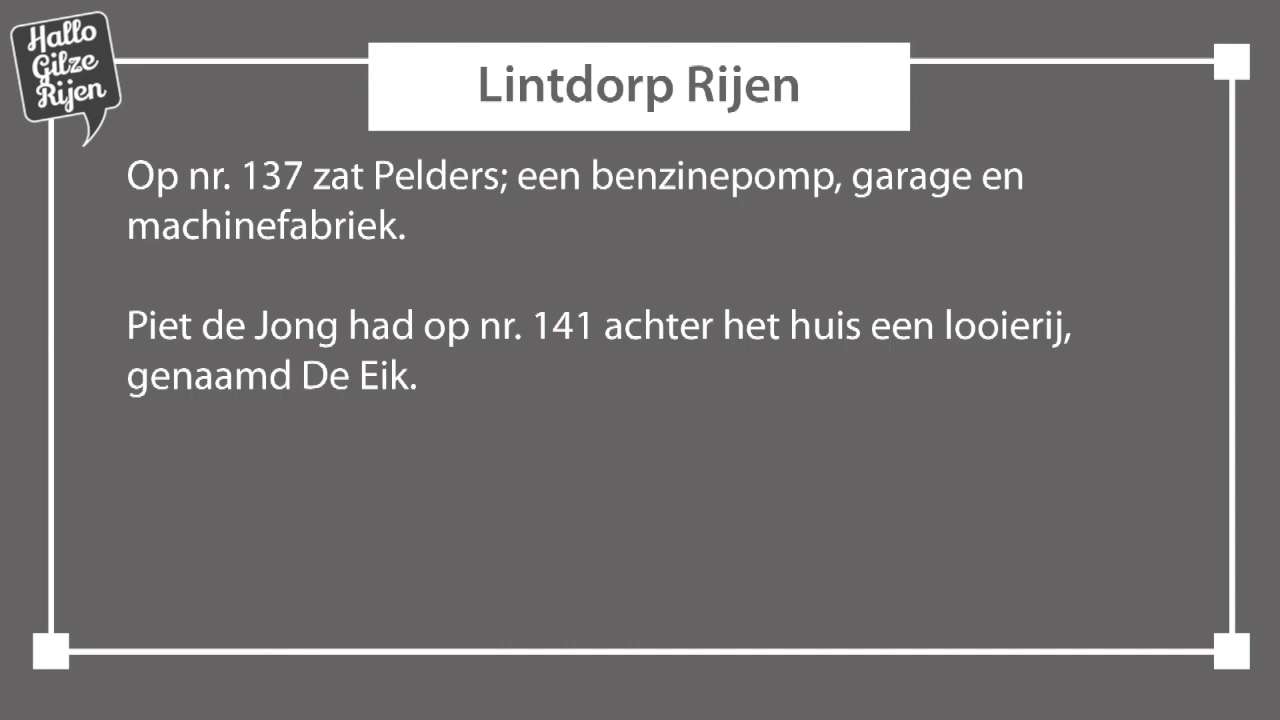 Hallo
Gilze
Rijen
Lintdorp Rijen
Op nr. 137 zat Pelders; een benzinepomp, garage en
machinefabriek.
Piet de Jong had op nr. 141 achter het huis een looierij,
genaamd De Eik.